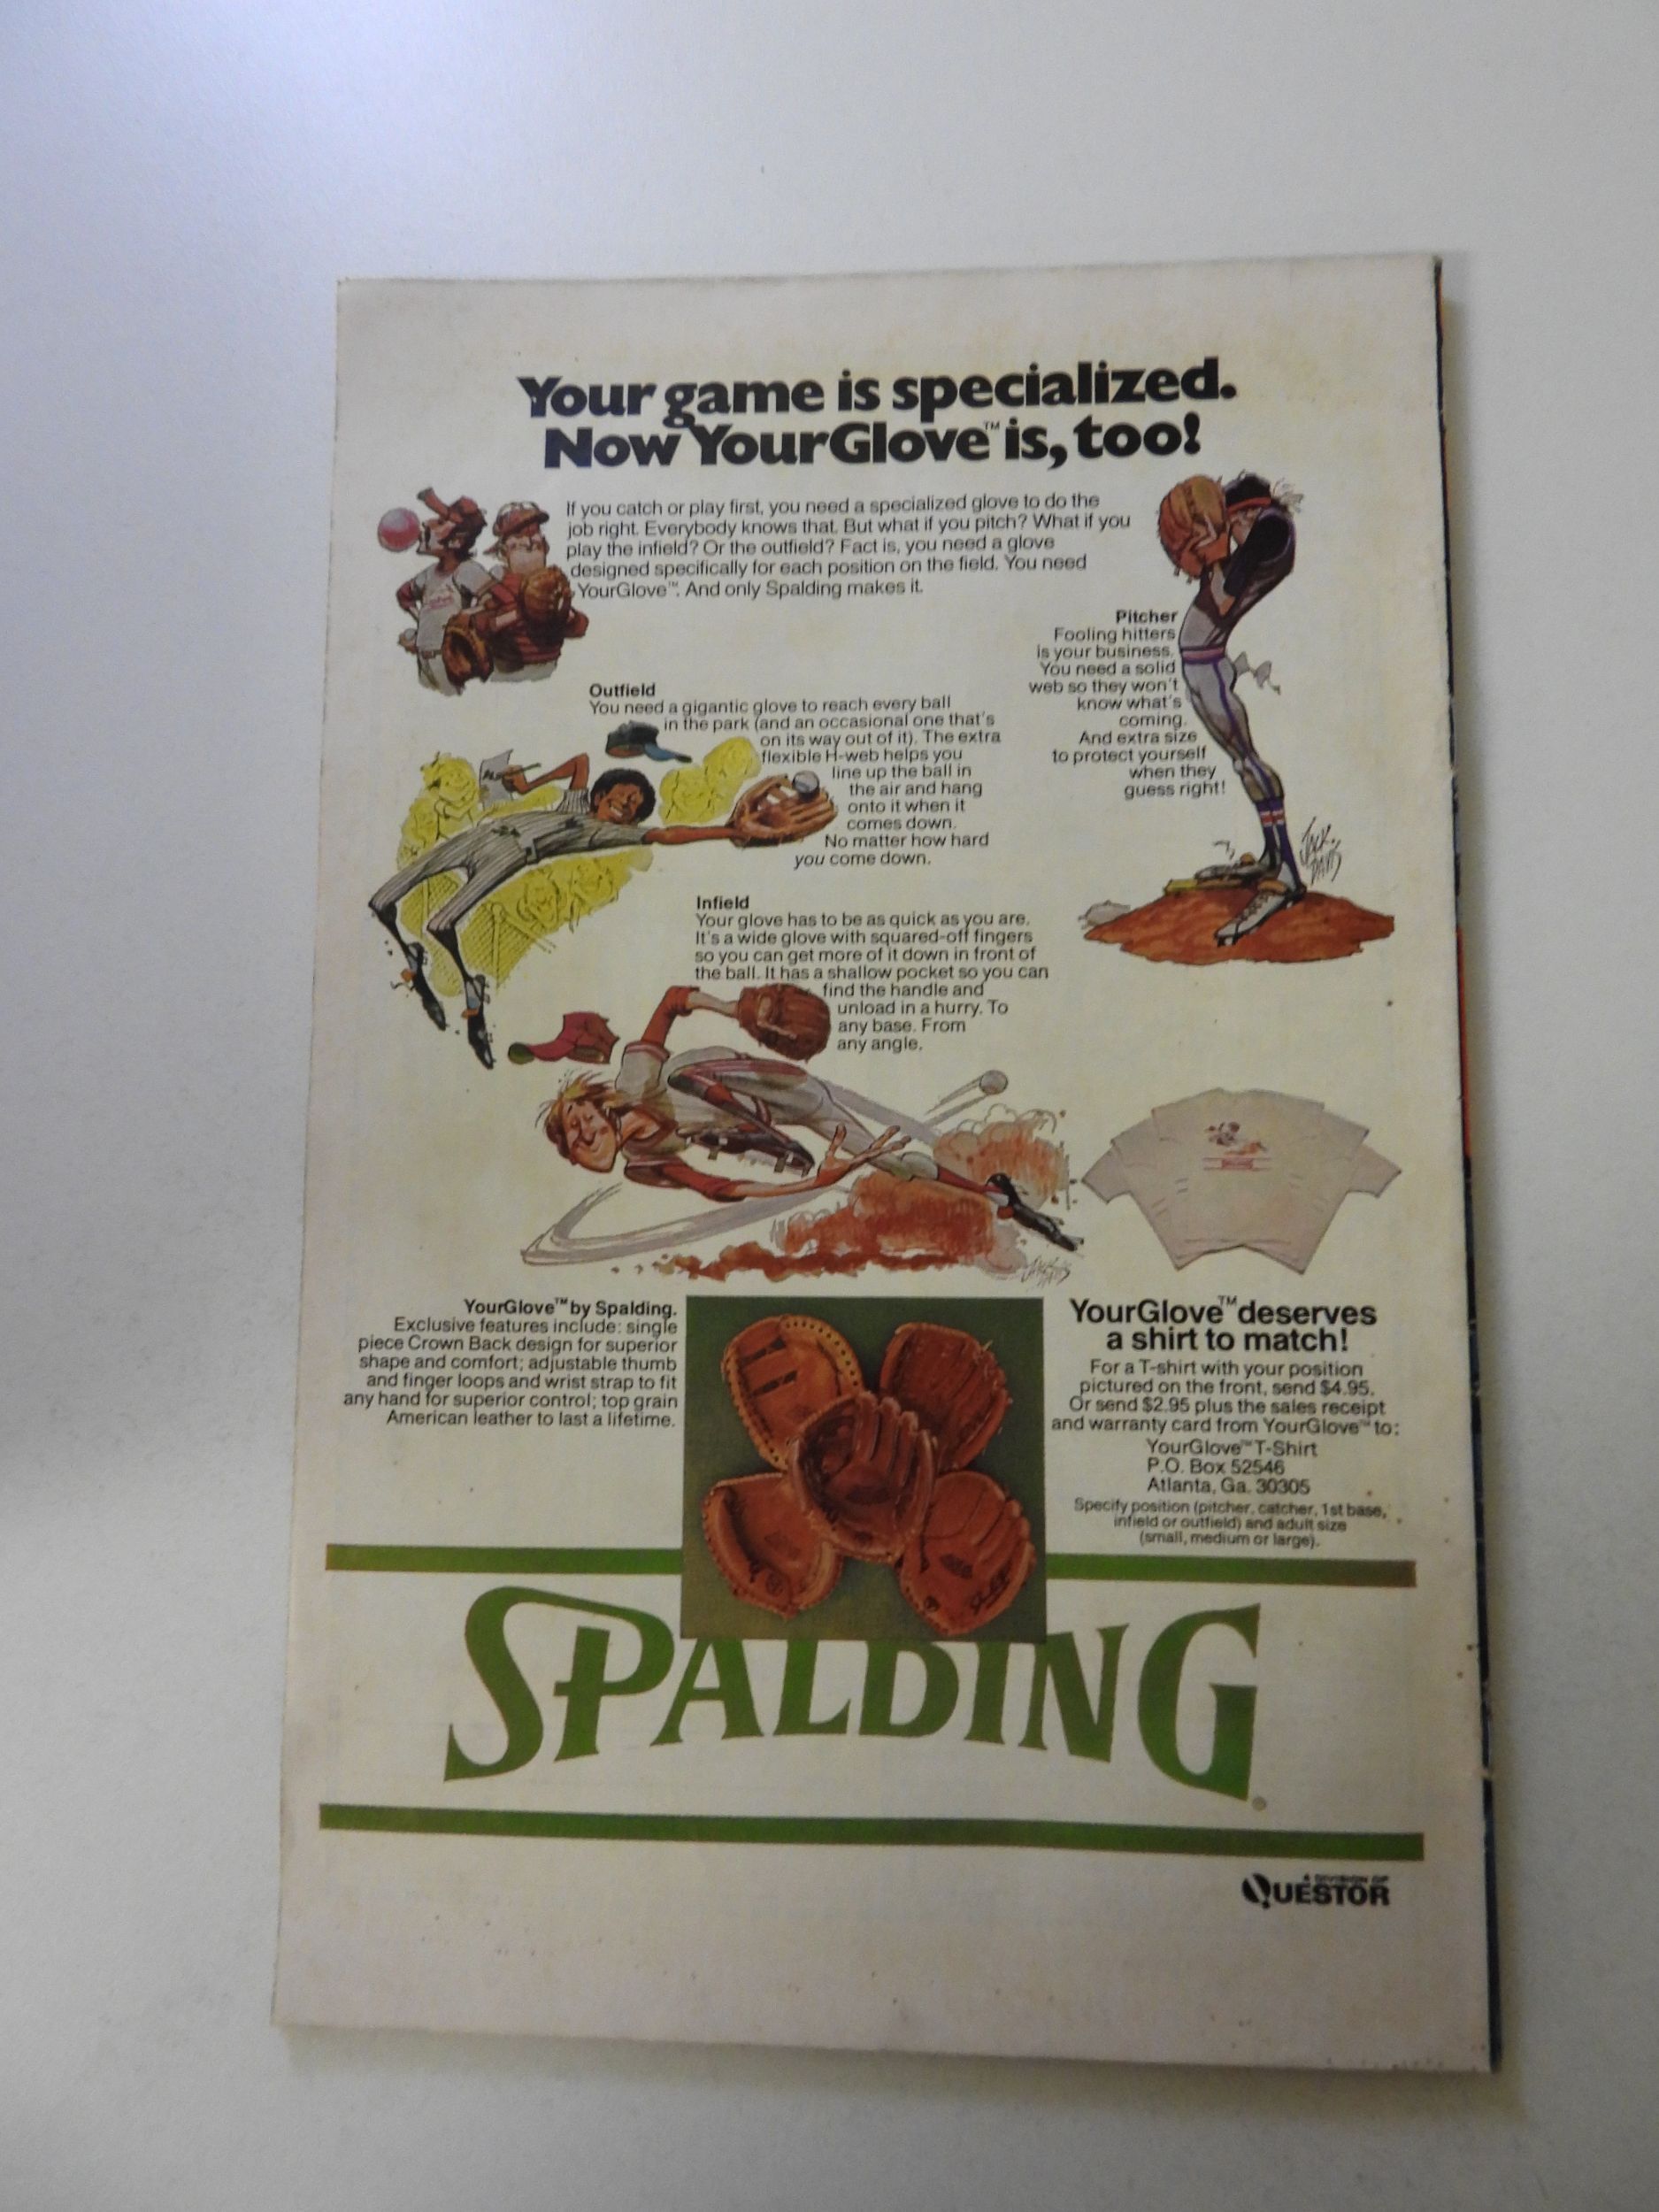 Your game is specialized.
Now YourGlove™ is, too!
If you catch or play first, you need a specialized glove to do the
job right. Everybody knows that. But what if you pitch? What if you
play the infield? Or the outfield? Fact is, you need a glove
designed specifically for each position on the field. You need
YourGlove™. And only Spalding makes it.
Pitcher
Fooling hitters
is your business.
You need a solid
web so they won't
know what's
coming.
And extra size
to protect yourself
when they
guess right!
JACK DAVIS
Outfield
You need a gigantic glove to reach every ball
in the park (and an occasional one that's
on its way out of it). The extra
flexible H-web helps you
line up the ball in
the air and hang
onto it when it
comes down.
No matter how hard
you come down.
Infield
Your glove has to be as quick as you are.
It's a wide glove with squared-off fingers
so you can get more of it down in front of
the ball. It has a shallow pocket so you can
find the handle and
unload in a hurry. To
any base. From
any angle.
JACK DAVIS
YourGlove™ by Spalding.
Exclusive features include: single
piece Crown Back design for superior
shape and comfort; adjustable thumb
and finger loops and wrist strap to fit
any hand for superior control; top grain
American leather to last a lifetime.
YourGlove™ deserves
a shirt to match!
For a T-shirt with your position
pictured on the front, send $4.95.
Or send $2.95 plus the sales receipt
and warranty card from YourGlove™ to:
YourGlove™ T-Shirt
P.O. Box 52546
Atlanta, Ga. 30305
Specify position (pitcher, catcher, 1st base,
infield or outfield) and adult size
(small, medium or large).
SPALDING®
A DIVISION OF
QUESTOR